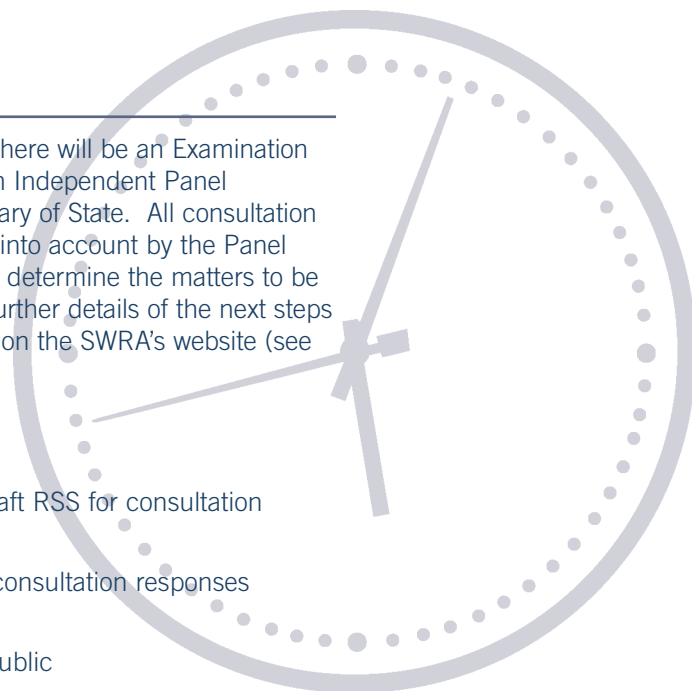 here will be an Examination
Independent Panel
ary of State. All consultation
into account by the Panel
determine the matters to be
urther details of the next steps
on the SWRA's website (see
aft RSS for consultation
consultation responses
ublic